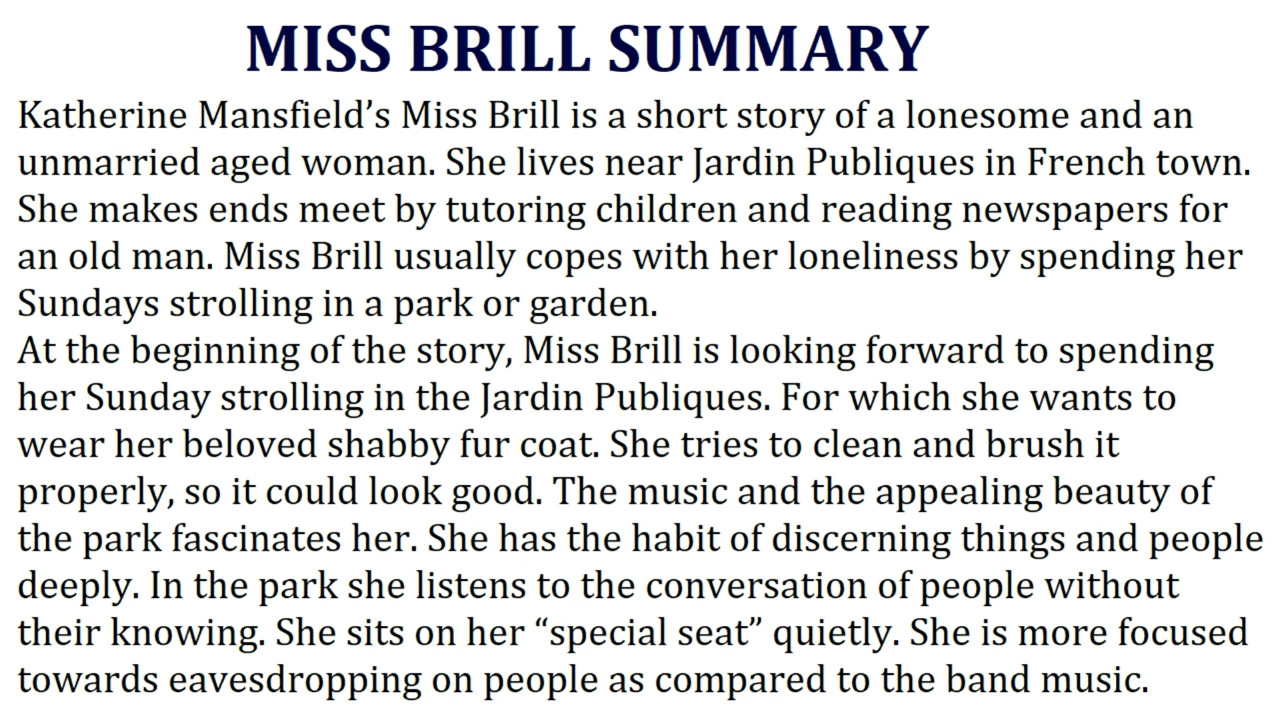 MISS BRILL SUMMARY
Katherine Mansfield’s Miss Brill is a short story of a lonesome and an
unmarried aged woman. She lives near Jardin Publiques in French town.
She makes ends meet by tutoring children and reading newspapers for
an old man. Miss Brill usually copes with her loneliness by spending her
Sundays strolling in a park or garden.
At the beginning of the story, Miss Brill is looking forward to spending
her Sunday strolling in the Jardin Publiques. For which she wants to
wear her beloved shabby fur coat. She tries to clean and brush it
properly, so it could look good. The music and the appealing beauty of
the park fascinates her. She has the habit of discerning things and people
deeply. In the park she listens to the conversation of people without
their knowing. She sits on her “special seat” quietly. She is more focused
towards eavesdropping on people as compared to the band music.